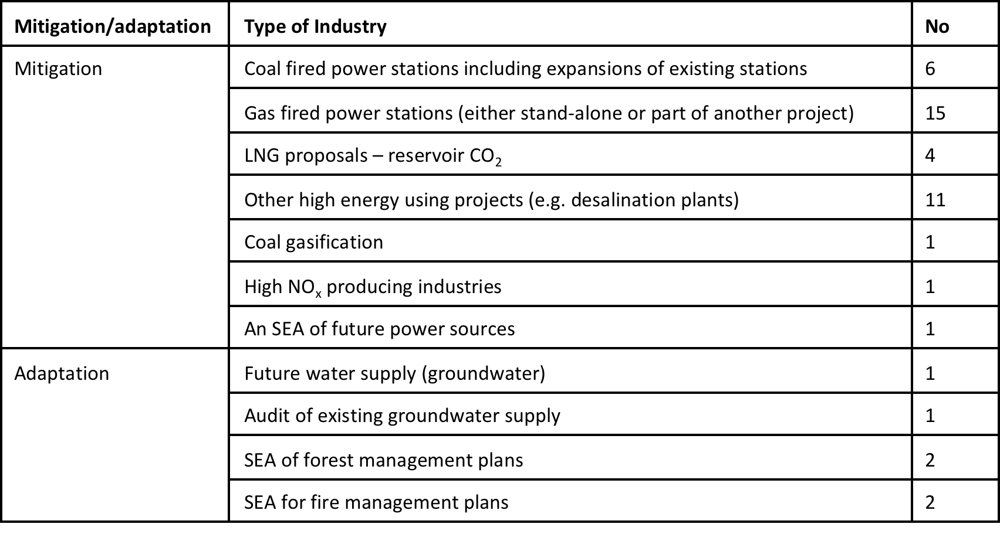 Mitigation/adaptation Type of Industry No
Mitigation Coal fired power stations including expansions of existing stations 6
Gas fired power stations (either stand-alone or part of another project) 15
LNG proposals – reservoir CO₂ 4
Other high energy using projects (e.g. desalination plants) 11
Coal gasification 1
High NOₓ producing industries 1
An SEA of future power sources 1
Adaptation Future water supply (groundwater) 1
Audit of existing groundwater supply 1
SEA of forest management plans 2
SEA for fire management plans 2